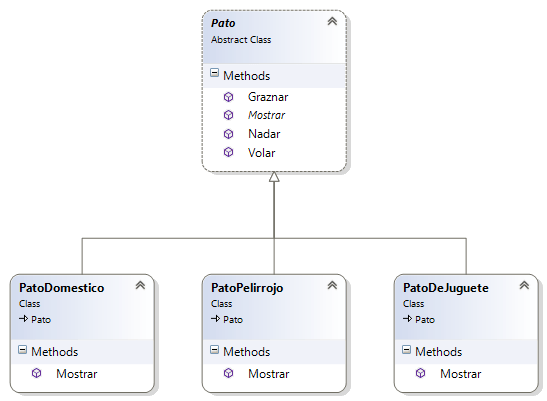 Pato
Abstract Class
Methods
Graznar
Mostrar
Nadar
Volar
PatoDomestico
Class
Pato
Methods
Mostrar
PatoPelirrojo
Class
Pato
Methods
Mostrar
PatoDeJuguete
Class
Pato
Methods
Mostrar